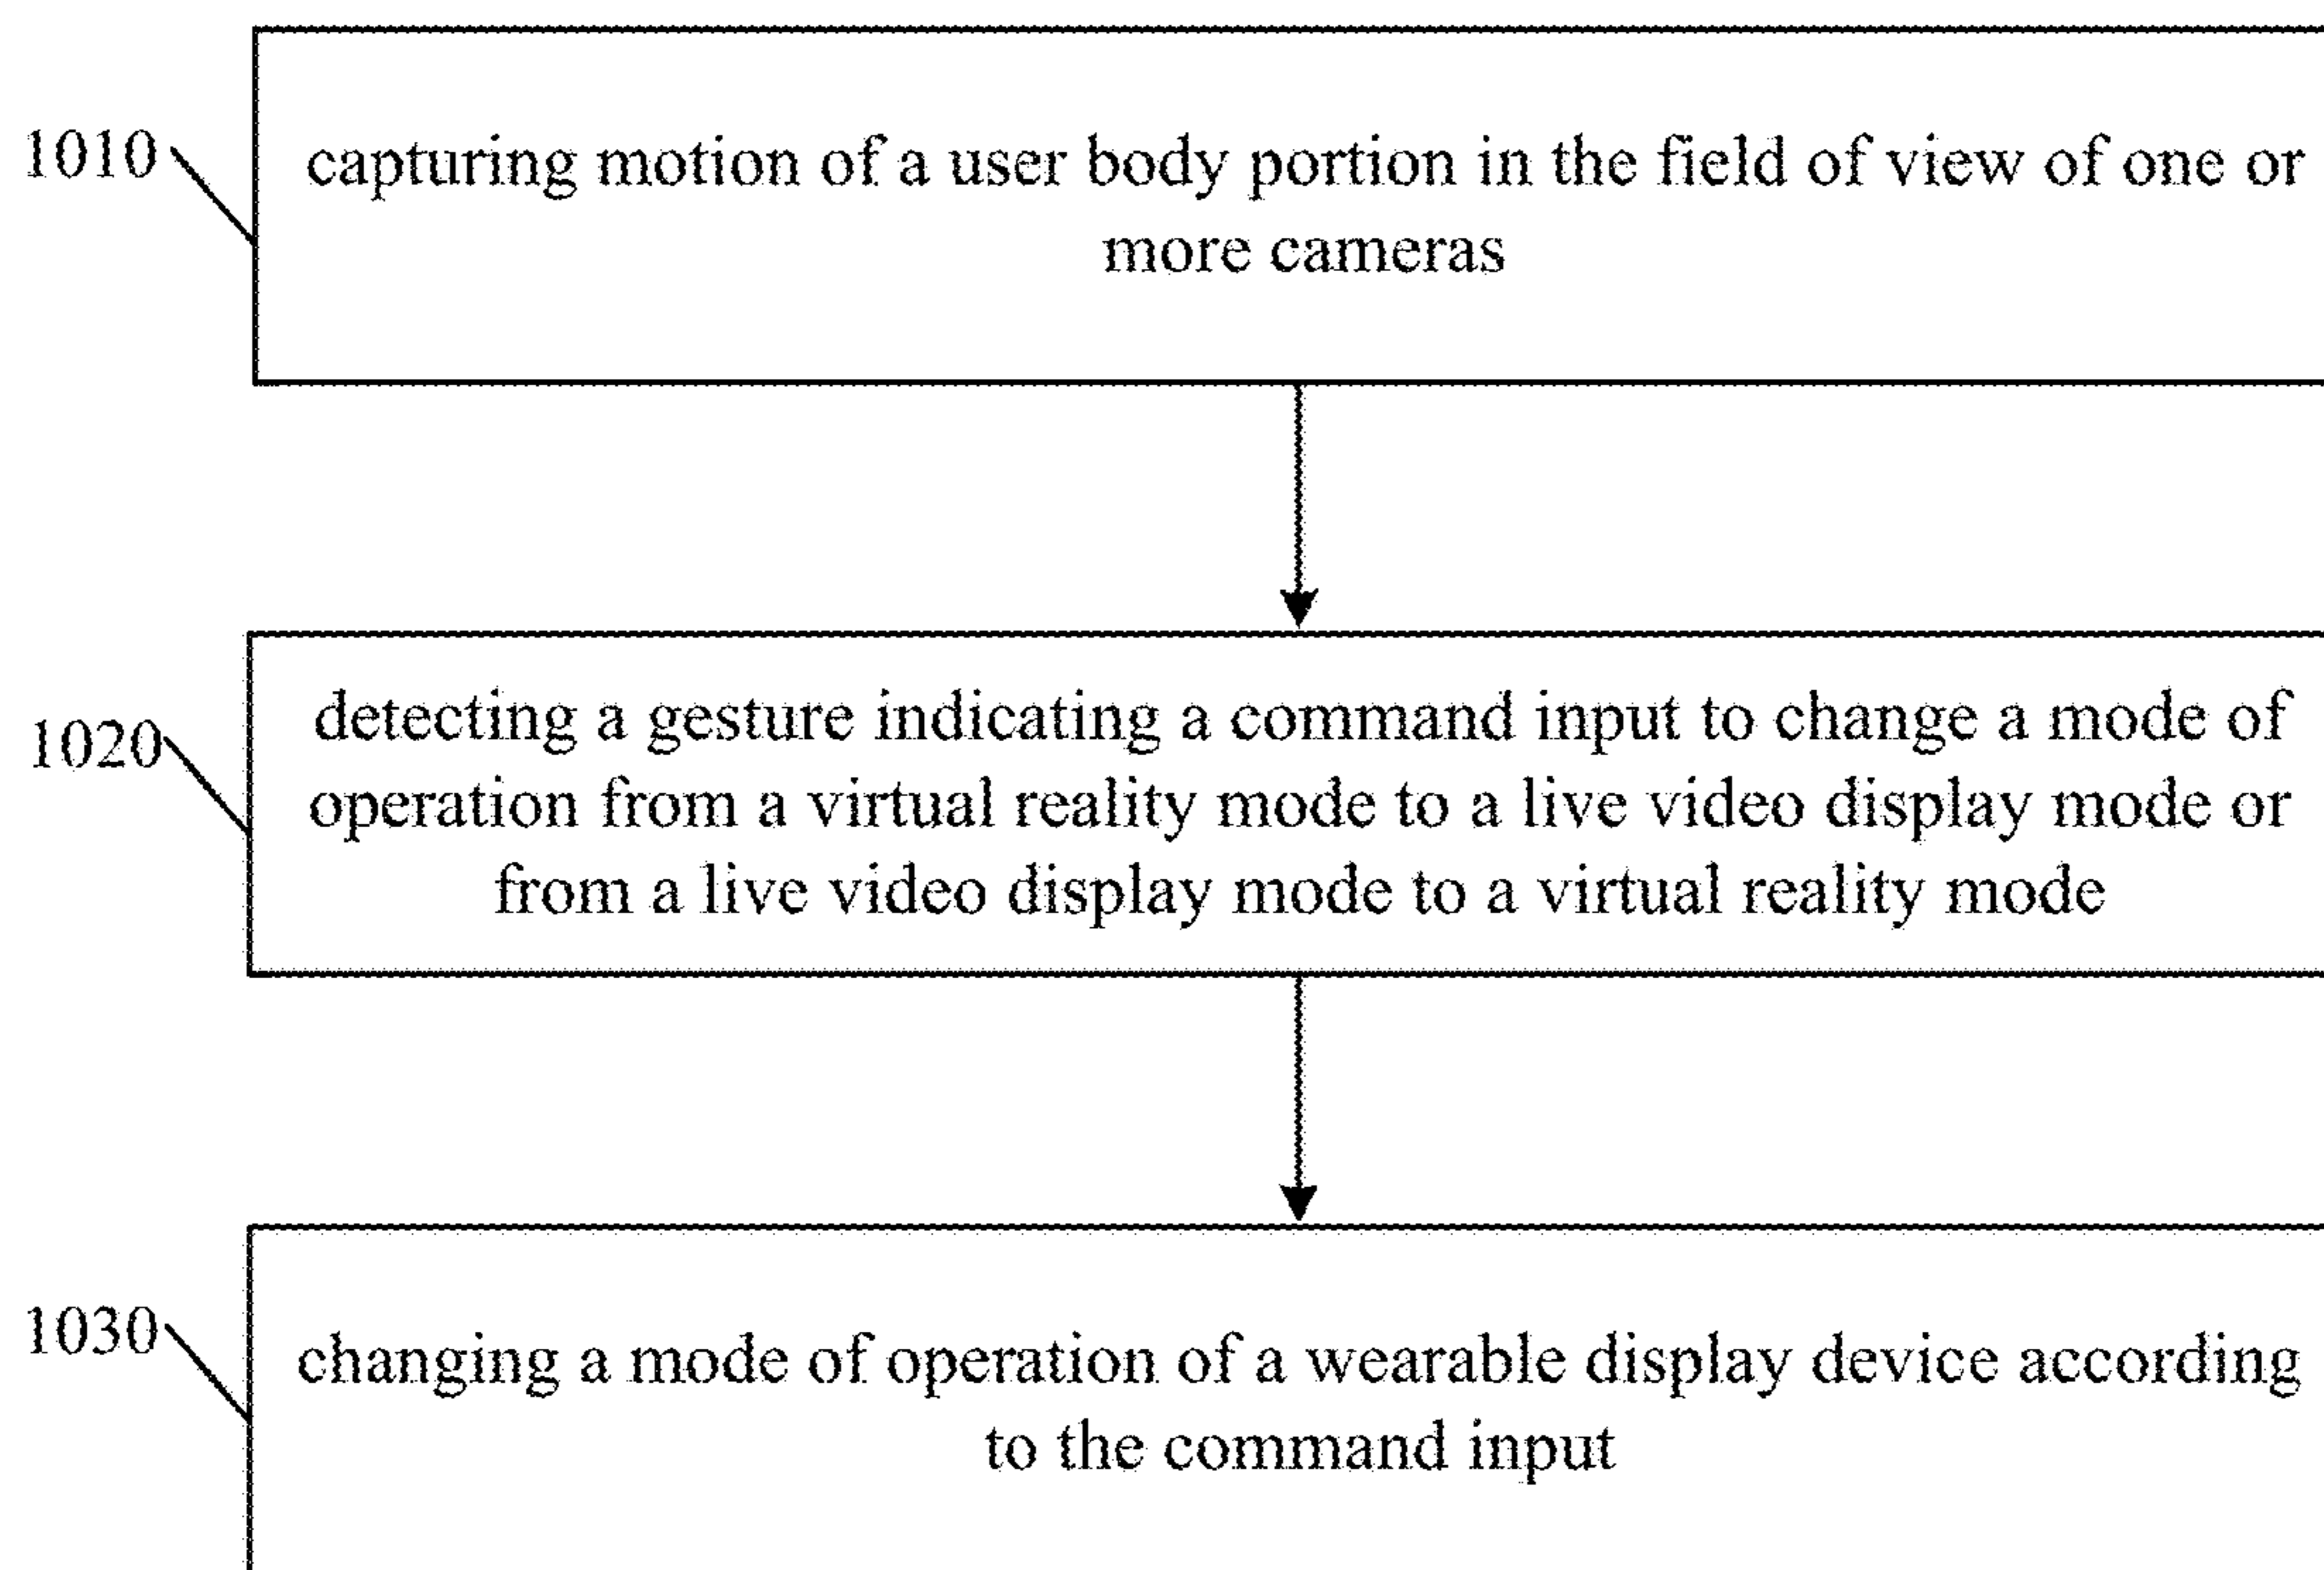 1010
capturing motion of a user body portion in the field of view of one or
more cameras
1020
detecting a gesture indicating a command input to change a mode of
operation from a virtual reality mode to a live video display mode or
from a live video display mode to a virtual reality mode
1030
changing a mode of operation of a wearable display device according
to the command input